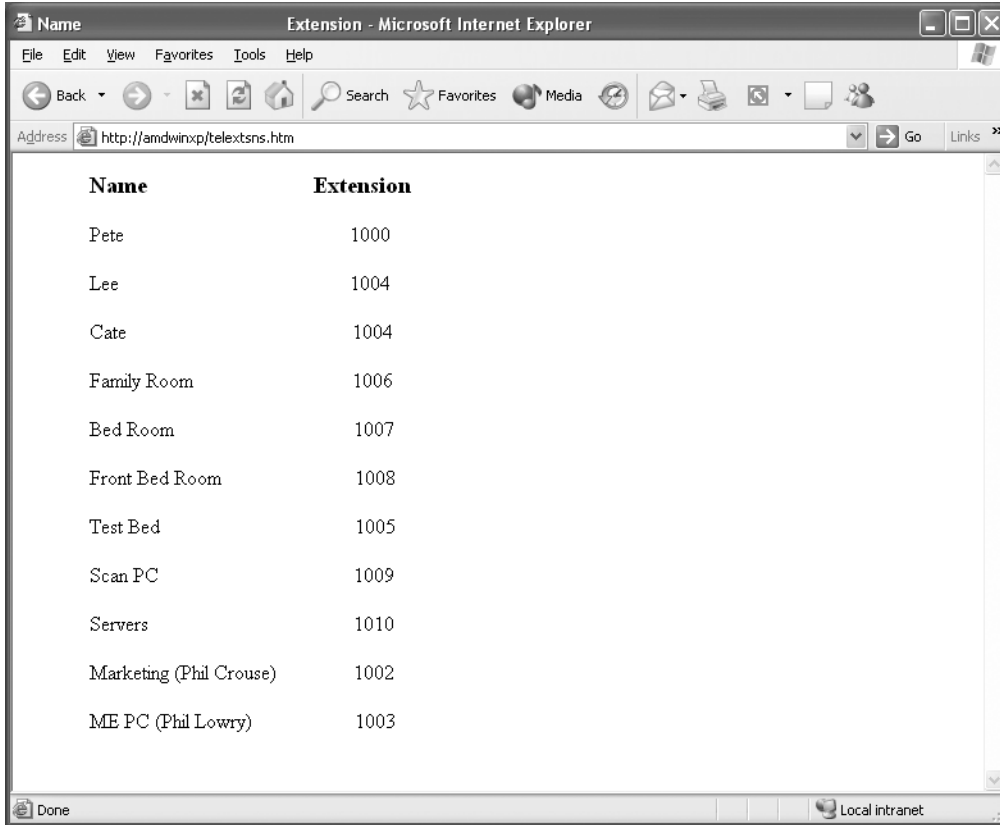 Name Extension - Microsoft Internet Explorer
File Edit View Favorites Tools Help
Back Search Favorites Media
Address http://amdwinxp/telextsns.htm Go Links »
Name Extension
Pete 1000
Lee 1004
Cate 1004
Family Room 1006
Bed Room 1007
Front Bed Room 1008
Test Bed 1005
Scan PC 1009
Servers 1010
Marketing (Phil Crouse) 1002
ME PC (Phil Lowry) 1003
Done Local intranet